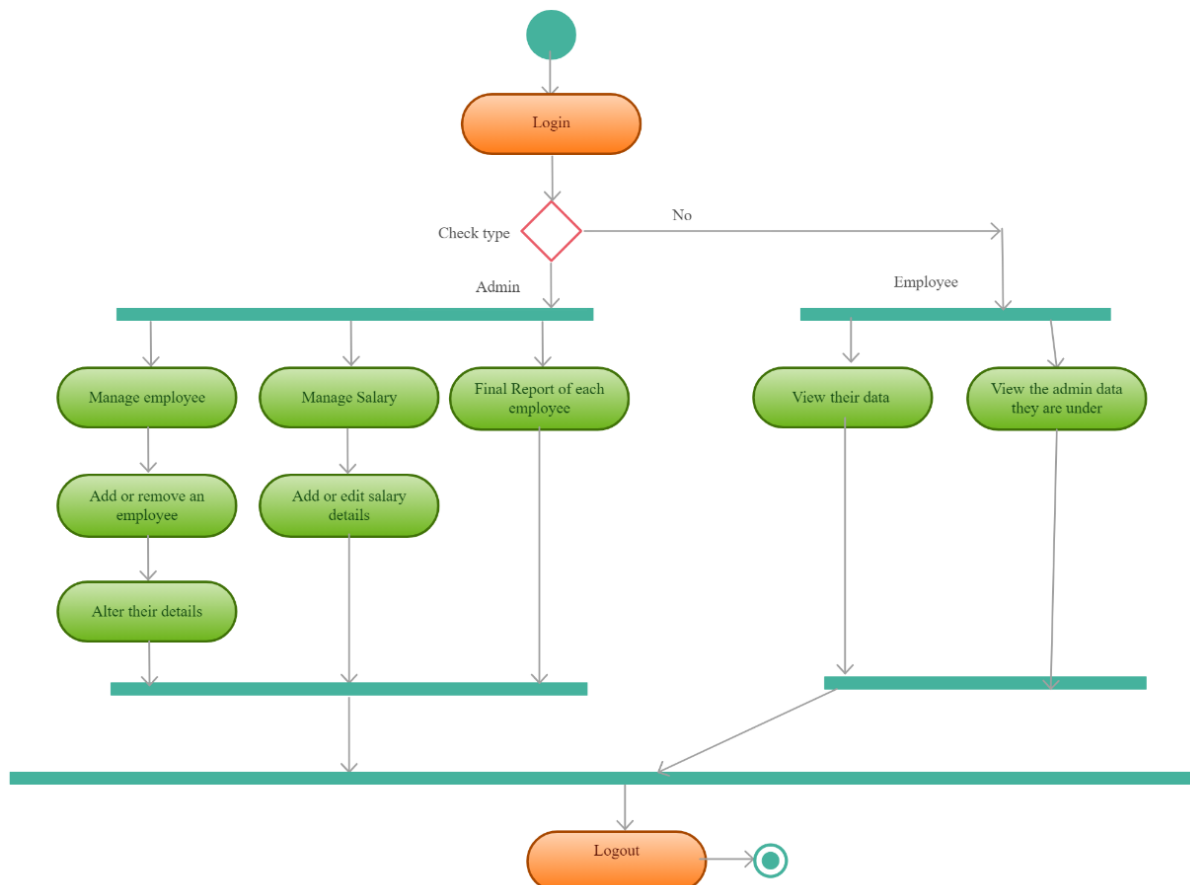 Login
No
Check type
Admin
Employee
Manage employee
Manage Salary
Final Report of each
employee
View their data
View the admin data
they are under
Add or remove an
employee
Add or edit salary
details
Alter their details
Logout